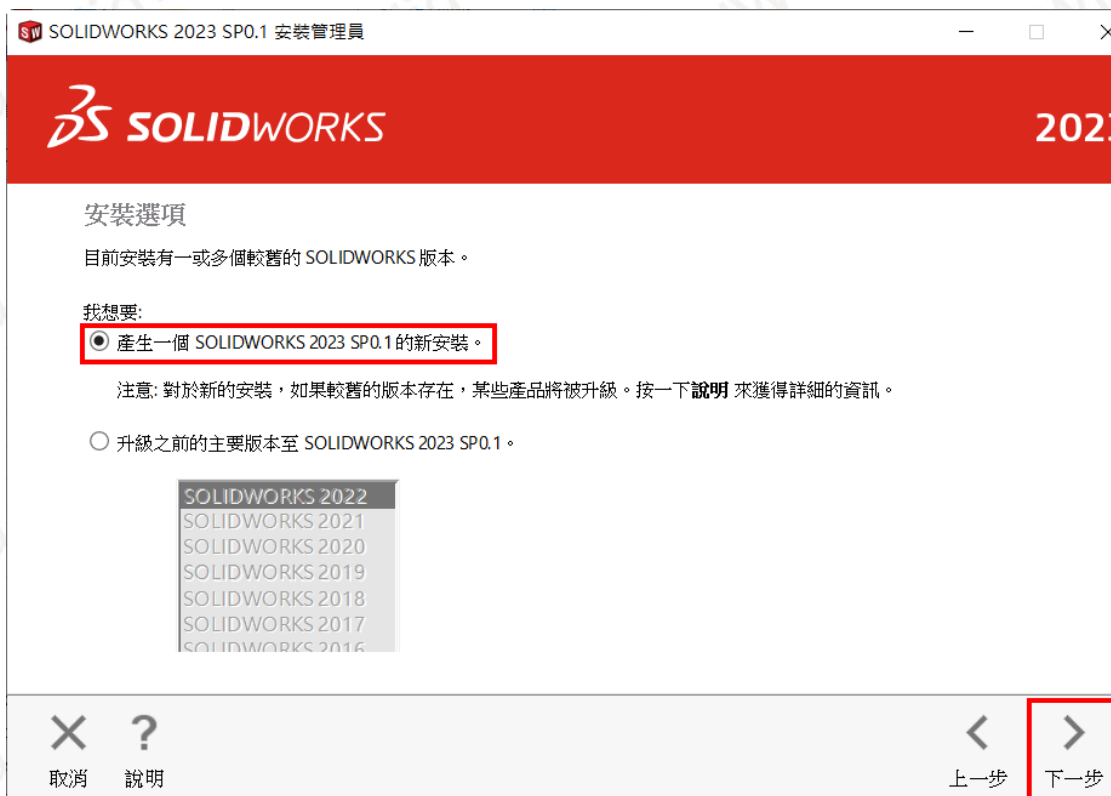 SOLIDWORKS 2023 SP0.1 安裝管理員
SOLIDWORKS
2023
安裝選項
目前安裝有一或多個較舊的 SOLIDWORKS 版本。
我想要:
產生一個 SOLIDWORKS 2023 SP0.1的新安裝。
注意: 對於新的安裝，如果較舊的版本存在，某些產品將被升級。按一下說明 來獲得詳細的資訊。
升級之前的主要版本至 SOLIDWORKS 2023 SP0.1。
SOLIDWORKS 2022
SOLIDWORKS 2021
SOLIDWORKS 2020
SOLIDWORKS 2019
SOLIDWORKS 2018
SOLIDWORKS 2017
SOLIDWORKS 2016
取消 說明 上一步 下一步